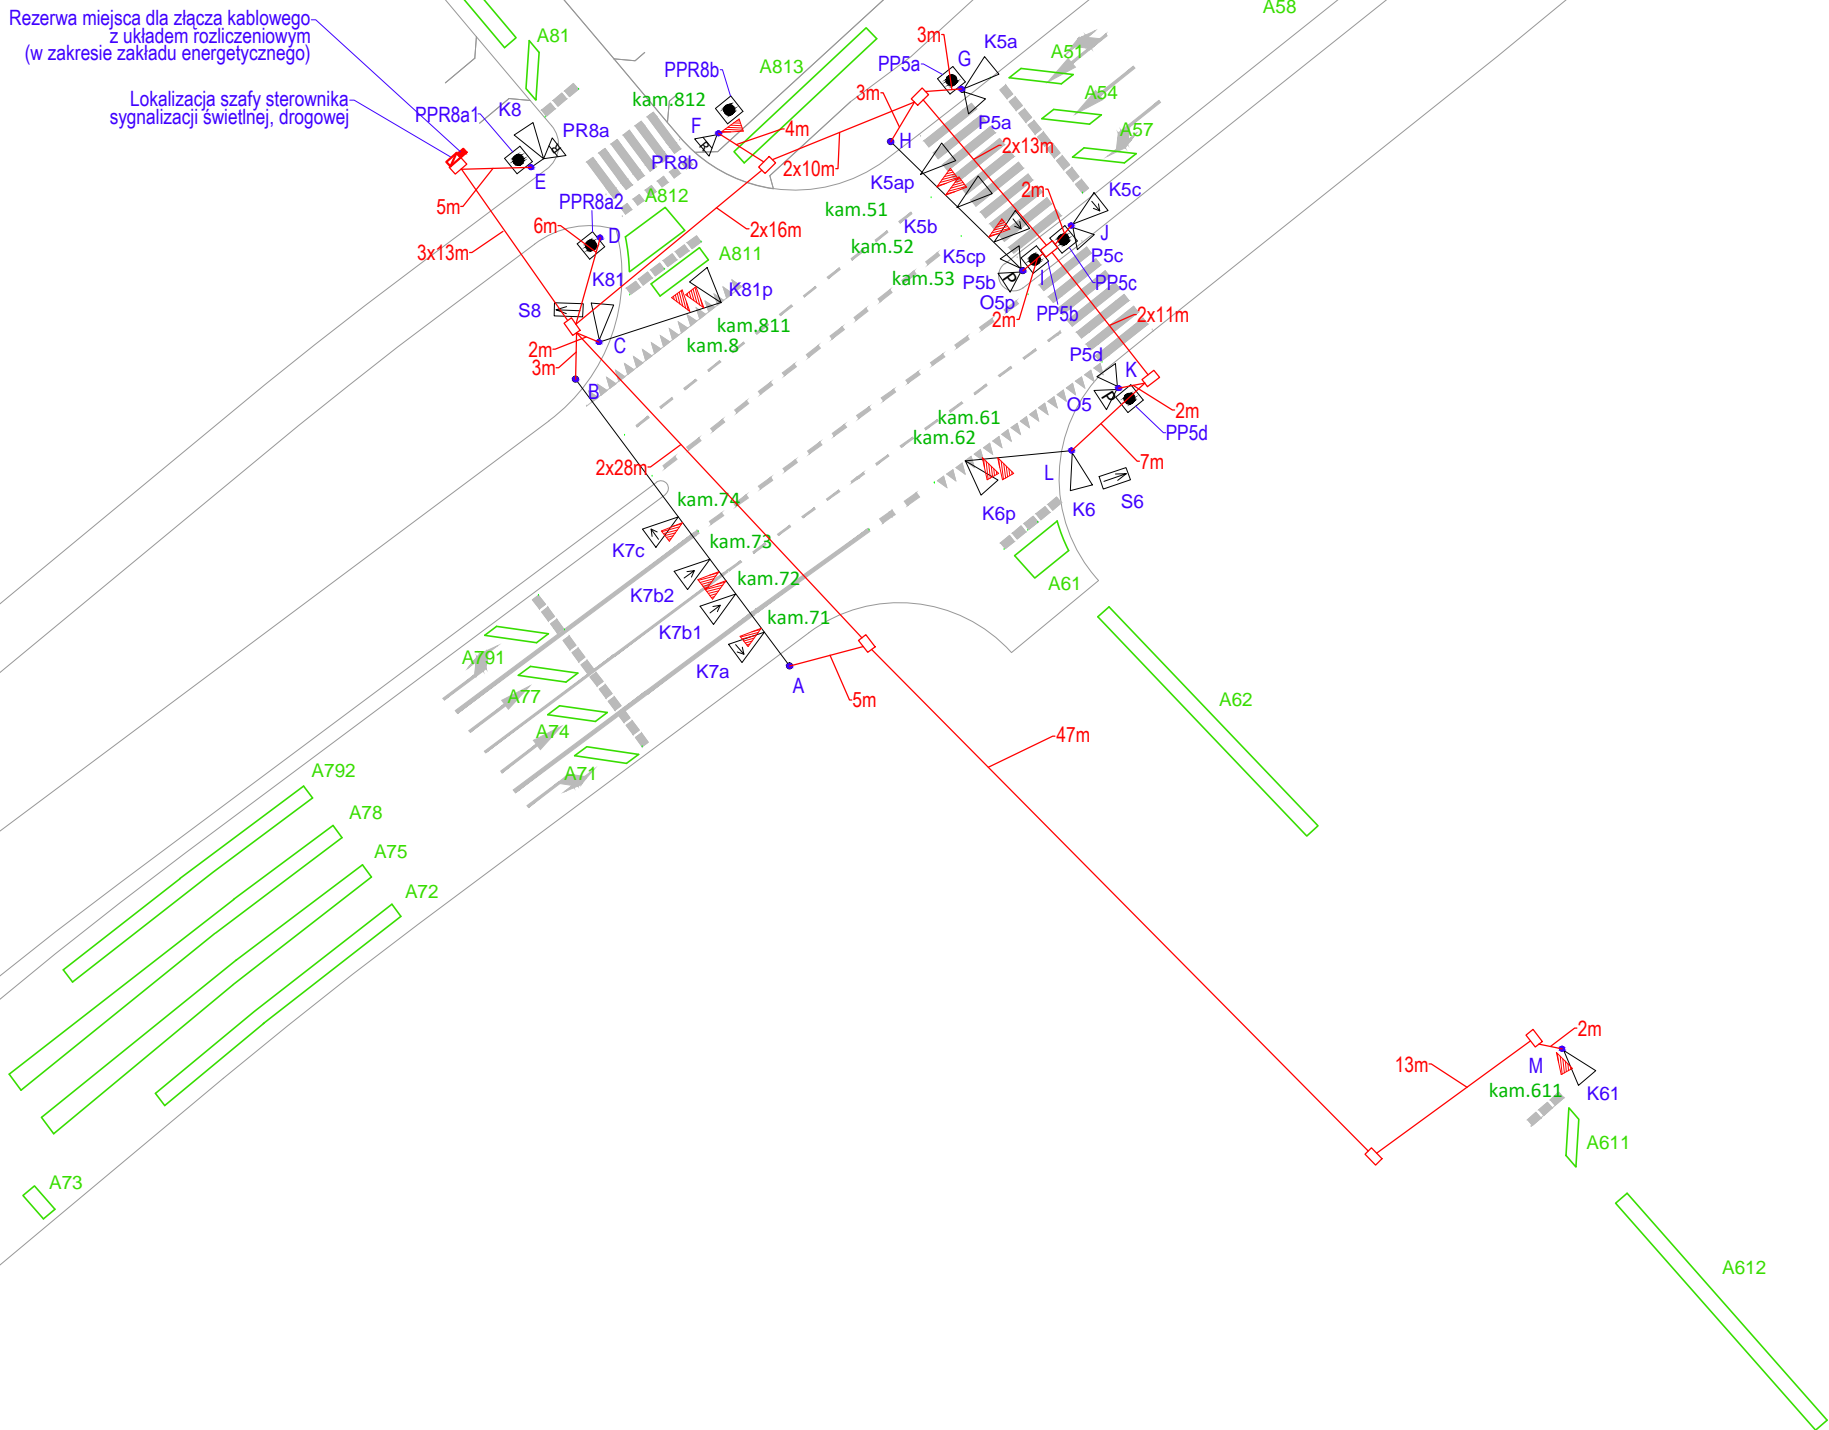 Rezerwa miejsca dla złącza kablowego
z układem rozliczeniowym
(w zakresie zakładu energetycznego)
Lokalizacja szafy sterownika
sygnalizacji świetlnej, drogowej
A81
A58
K8
PPR8a1
PR8a
E
5m
3x13m
PPR8b
kam.812
F
R
R
PR8b
A813
4m
2x10m
3m
PP5a
G
K5a
3m
H
P5a
A51
A54
A57
2x13m
K5ap
K5b
K5cp
P5b
O5p
P
I
2m
J
K5c
P5c
PP5c
PP5b
2m
2x11m
PPR8a2
6m
D
A812
2x16m
A811
K81
K81p
S8
C
2m
3m
B
kam.811
kam.8
kam.51
kam.52
kam.53
P5d
K
O5
P
2m
PP5d
7m
kam.61
kam.62
L
K6p
K6
S6
A61
2x28m
kam.74
K7c
kam.73
K7b2
kam.72
K7b1
kam.71
K7a
A
5m
A791
A77
A74
A71
A62
47m
A792
A78
A75
A72
A73
13m
2m
M
kam.611
K61
A611
A612